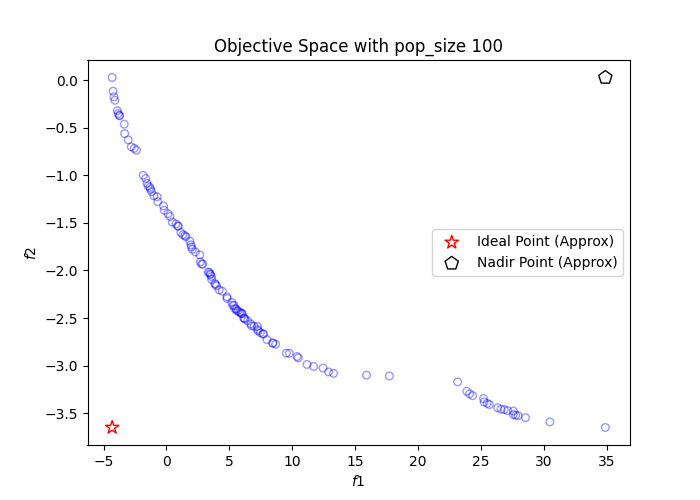 Objective Space with pop_size 100
0.0
−0.5
−1.0
−1.5
−2.0
−2.5
−3.0
−3.5
f2
Ideal Point (Approx)
Nadir Point (Approx)
−5 0 5 10 15 20 25 30 35
f1